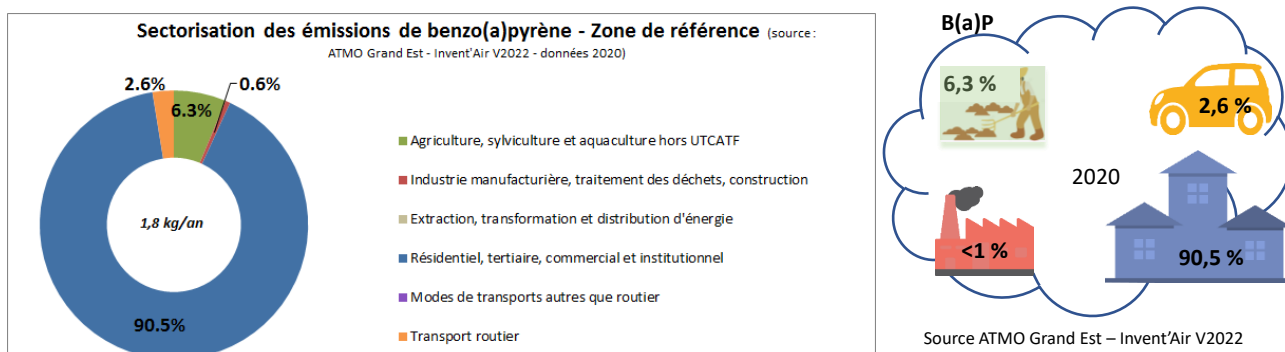 Sectorisation des émissions de benzo(a)pyrène - Zone de référence (source :
ATMO Grand Est - Invent'Air V2022 - données 2020)
2.6%
6.3%
0.6%
1,8 kg/an
90.5%
Agriculture, sylviculture et aquaculture hors UTCATF
Industrie manufacturière, traitement des déchets, construction
Extraction, transformation et distribution d'énergie
Résidentiel, tertiaire, commercial et institutionnel
Modes de transports autres que routier
Transport routier
B(a)P
6,3 %
2,6 %
2020
<1 %
90,5 %
Source ATMO Grand Est – Invent’Air V2022